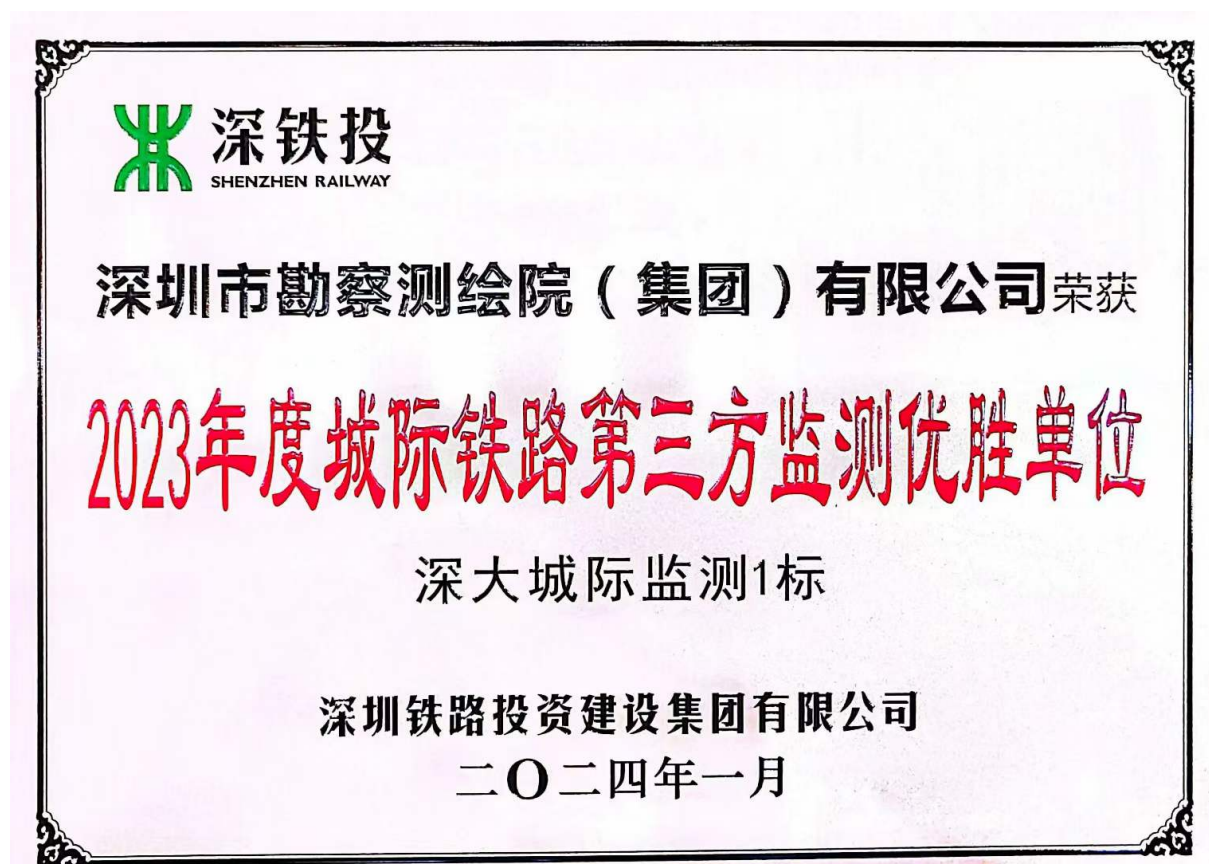 深铁投
SHENZHEN RAILWAY
深圳市勘察测绘院(集团)有限公司荣获
2023年度城际铁路第三方监测优胜单位
深大城际监测1标
深圳铁路投资建设集团有限公司
二〇二四年一月